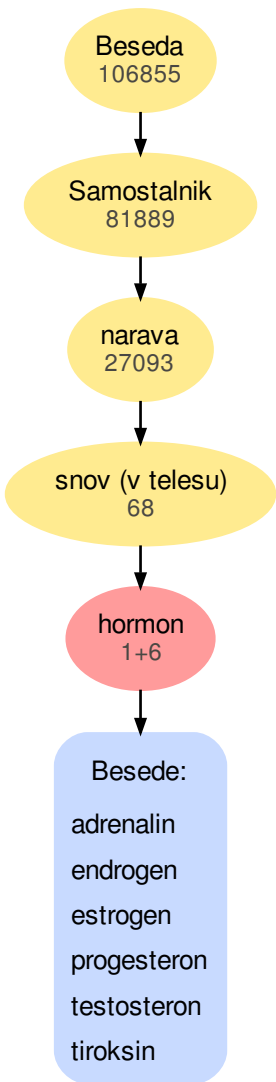 Beseda
106855
Samostalnik
81889
narava
27093
snov (v telesu)
68
hormon
1+6
Besede:
adrenalin
endrogen
estrogen
progesteron
testosteron
tiroksin